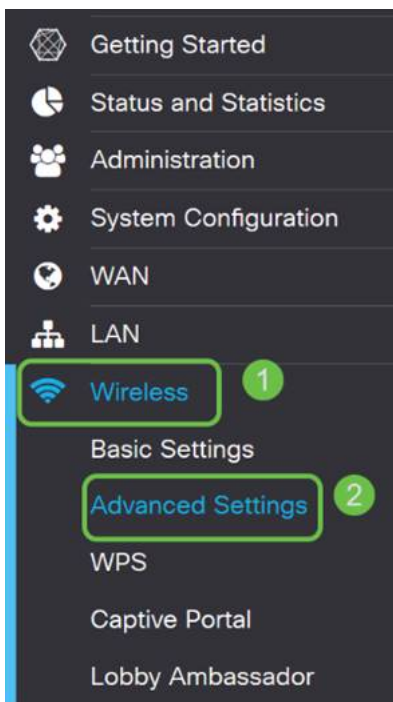 Getting Started
Status and Statistics
Administration
System Configuration
WAN
LAN
Wireless 1
Basic Settings
Advanced Settings 2
WPS
Captive Portal
Lobby Ambassador